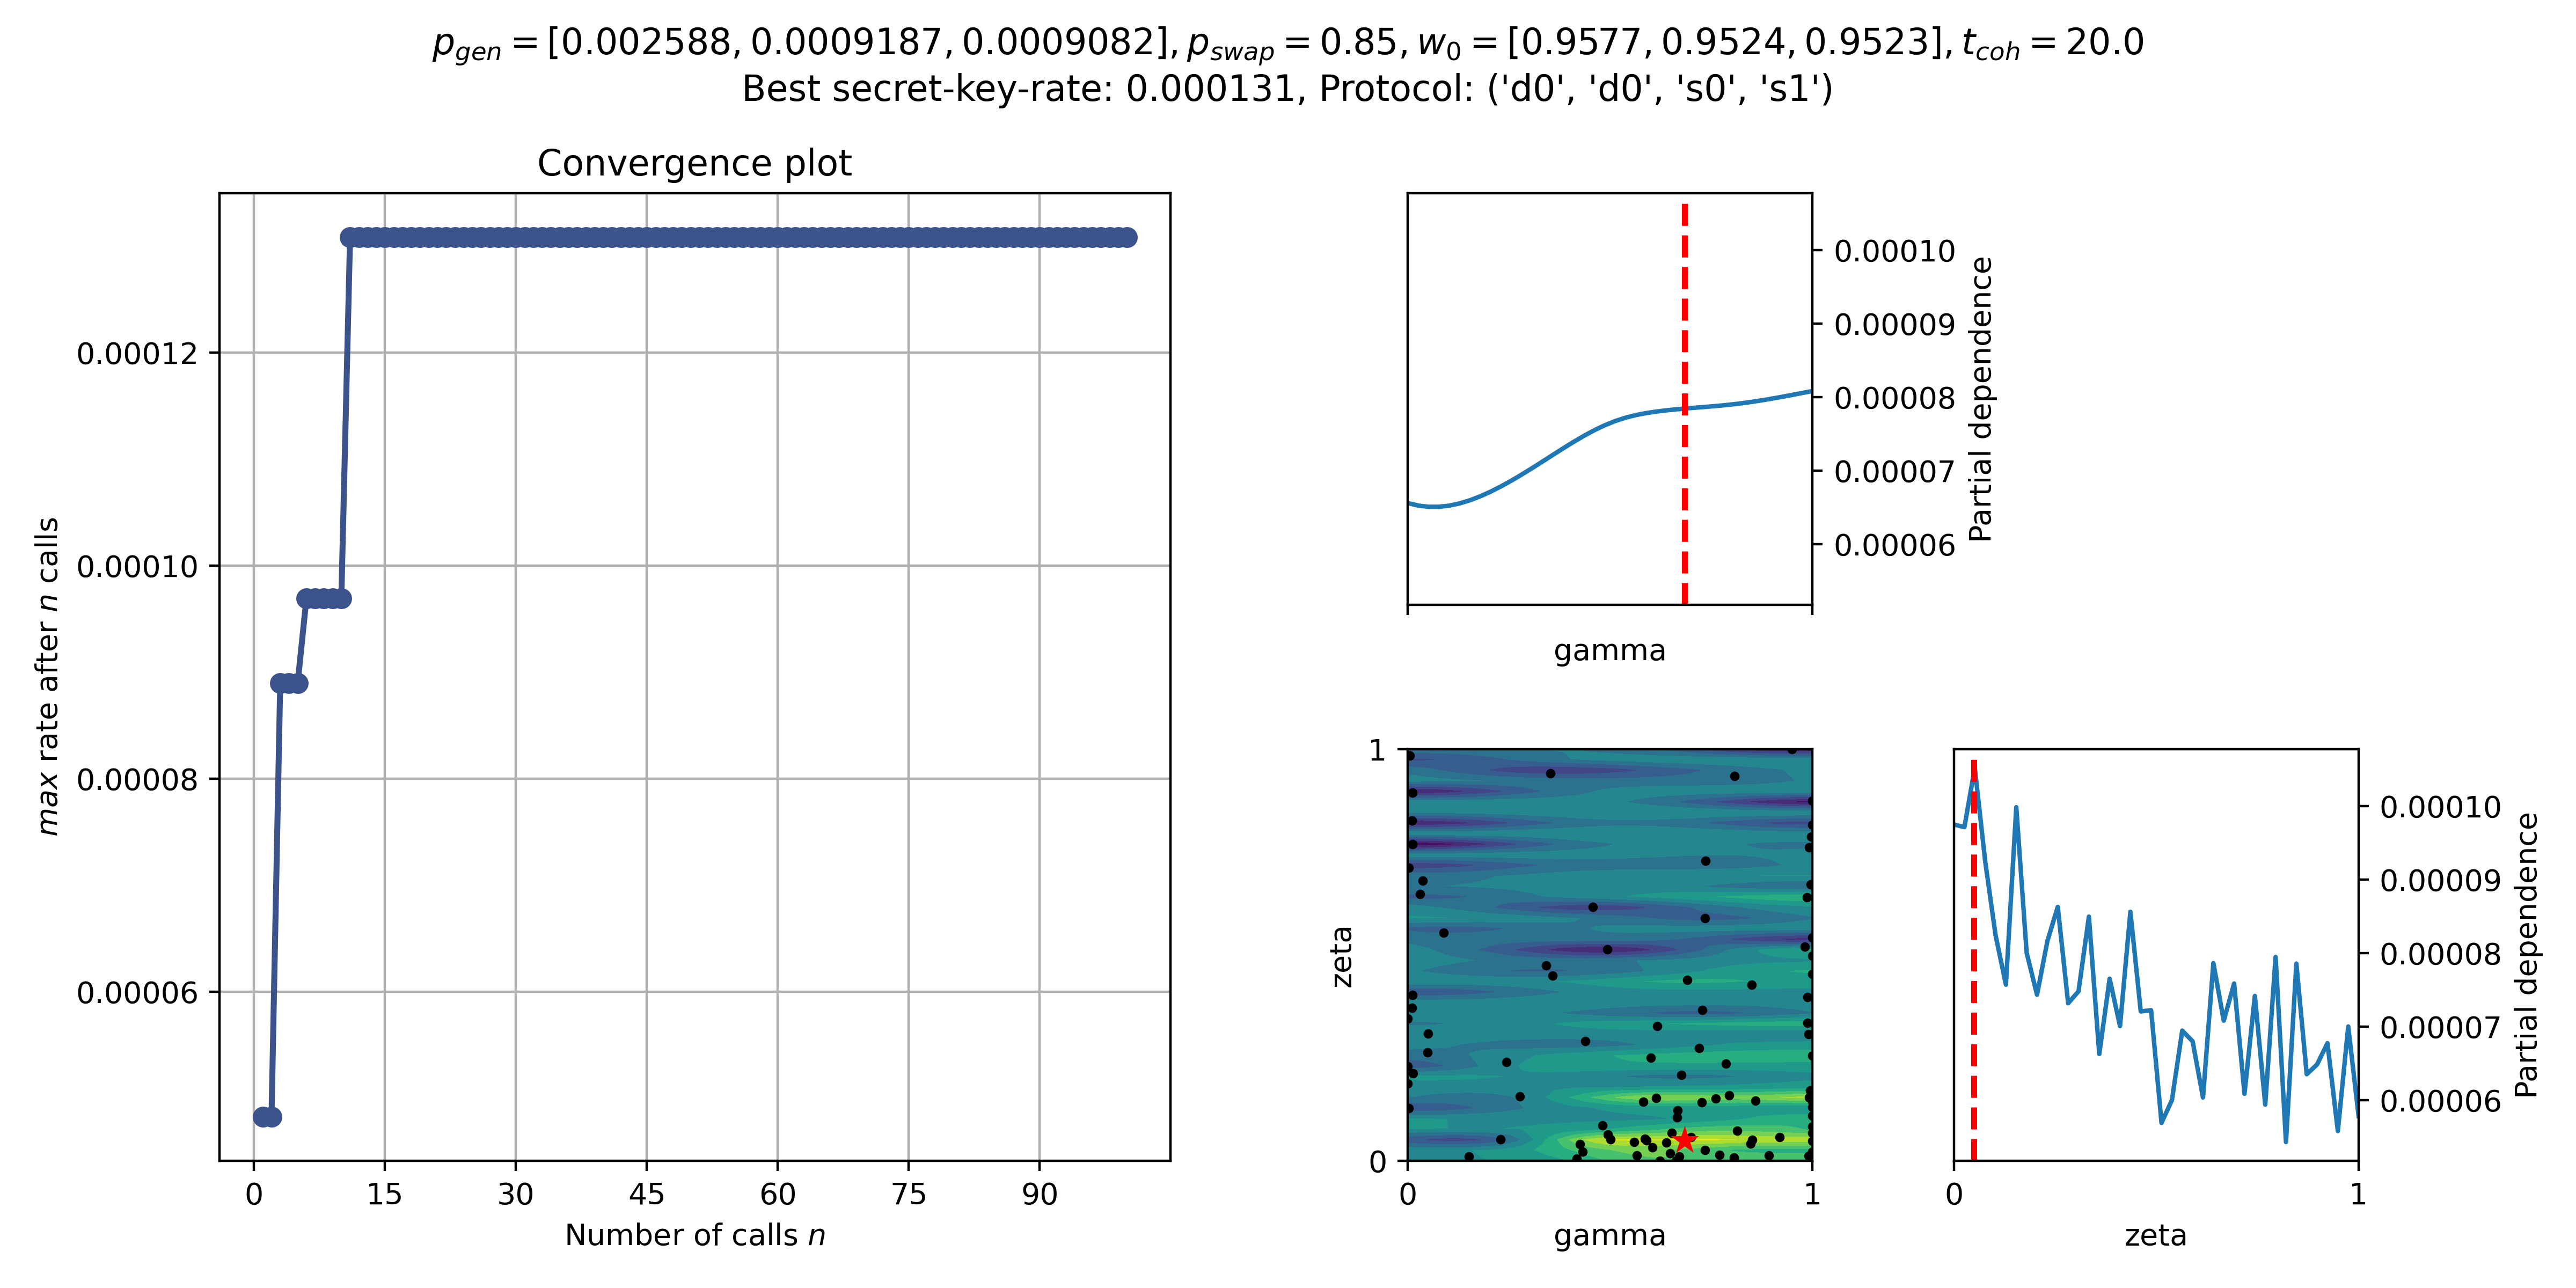 p_gen = [0.002588, 0.0009187, 0.0009082], p_swap = 0.85, w_0 = [0.9577, 0.9524, 0.9523], t_coh = 20.0
Best secret-key-rate: 0.000131, Protocol: ('d0', 'd0', 's0', 's1')
Convergence plot
max rate after n calls
0.00012
0.00010
0.00008
0.00006
0 15 30 45 60 75 90
Number of calls n
0.00010
0.00009
0.00008
0.00007
0.00006
Partial dependence
gamma
zeta
1
0
0 1
gamma
0.00010
0.00009
0.00008
0.00007
0.00006
Partial dependence
0 1
zeta